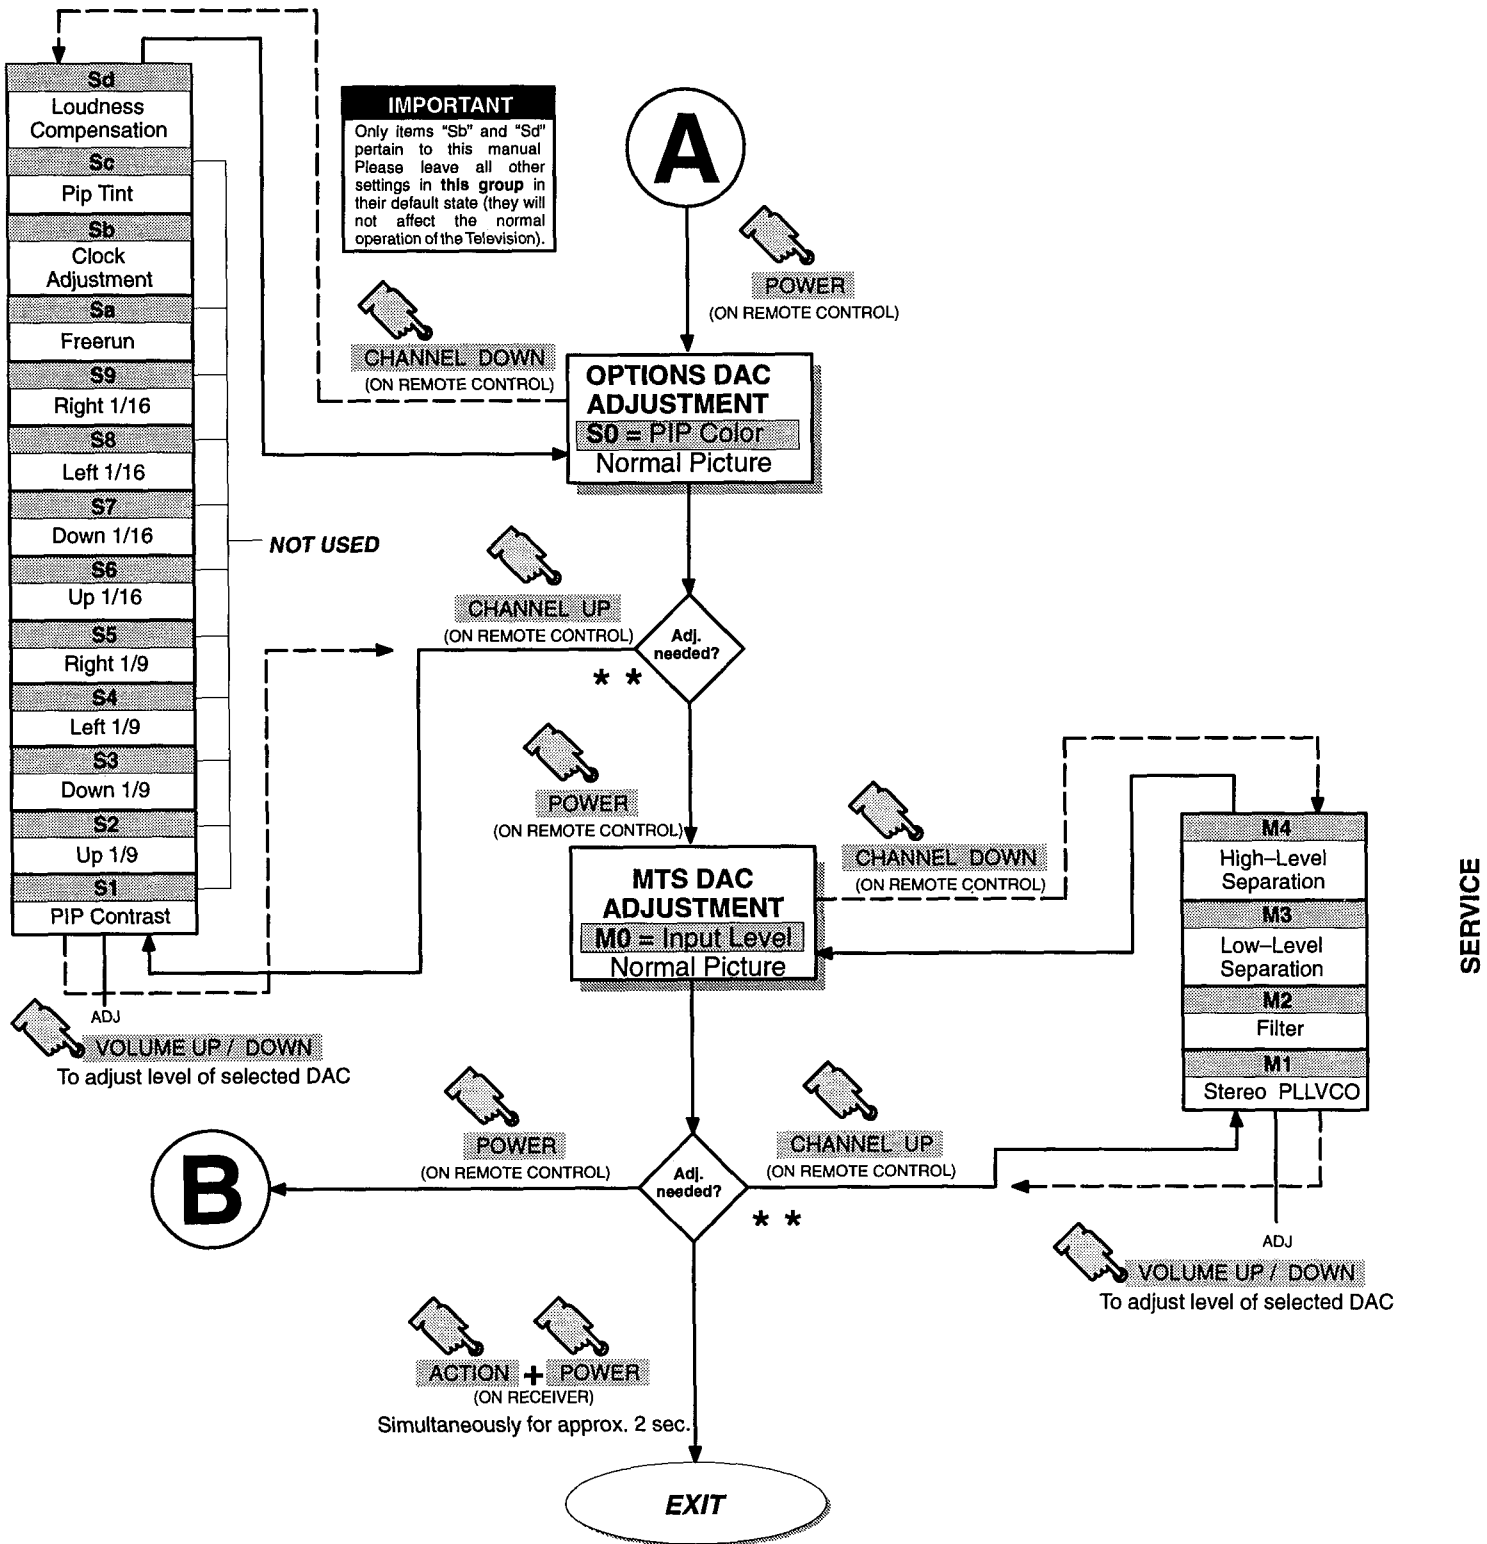 Sd
Loudness
Compensation
Sc
Pip Tint
Sb
Clock
Adjustment
Sa
Freerun
S9
Right 1/16
S8
Left 1/16
S7
Down 1/16
S6
Up 1/16
S5
Right 1/9
S4
Left 1/9
S3
Down 1/9
S2
Up 1/9
S1
PIP Contrast
NOT USED
ADJ
VOLUME UP / DOWN
To adjust level of selected DAC
IMPORTANT
Only items "Sb" and "Sd"
pertain to this manual
Please leave all other
settings in this group in
their default state (they will
not affect the normal
operation of the Television).
A
POWER
(ON REMOTE CONTROL)
CHANNEL DOWN
(ON REMOTE CONTROL)
OPTIONS DAC
ADJUSTMENT
S0 = PIP Color
Normal Picture
CHANNEL UP
(ON REMOTE CONTROL)
Adj.
needed?
* *
POWER
(ON REMOTE CONTROL)
MTS DAC
ADJUSTMENT
M0 = Input Level
Normal Picture
CHANNEL DOWN
(ON REMOTE CONTROL)
M4
High–Level
Separation
M3
Low–Level
Separation
M2
Filter
M1
Stereo PLLVCO
ADJ
VOLUME UP / DOWN
To adjust level of selected DAC
POWER
(ON REMOTE CONTROL)
B
Adj.
needed?
CHANNEL UP
(ON REMOTE CONTROL)
* *
ACTION + POWER
(ON RECEIVER)
Simultaneously for approx. 2 sec.
EXIT
SERVICE